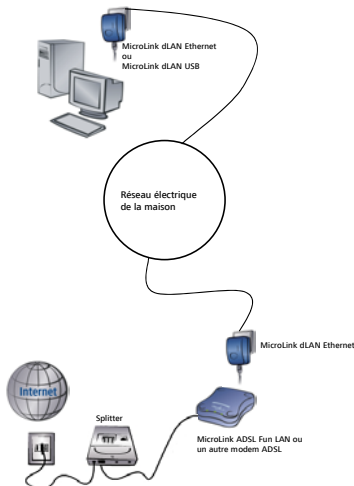 MicroLink dLAN Ethernet
ou
MicroLink dLAN USB
Réseau électrique
de la maison
MicroLink dLAN Ethernet
Internet
Splitter
MicroLink ADSL Fun LAN ou
un autre modem ADSL